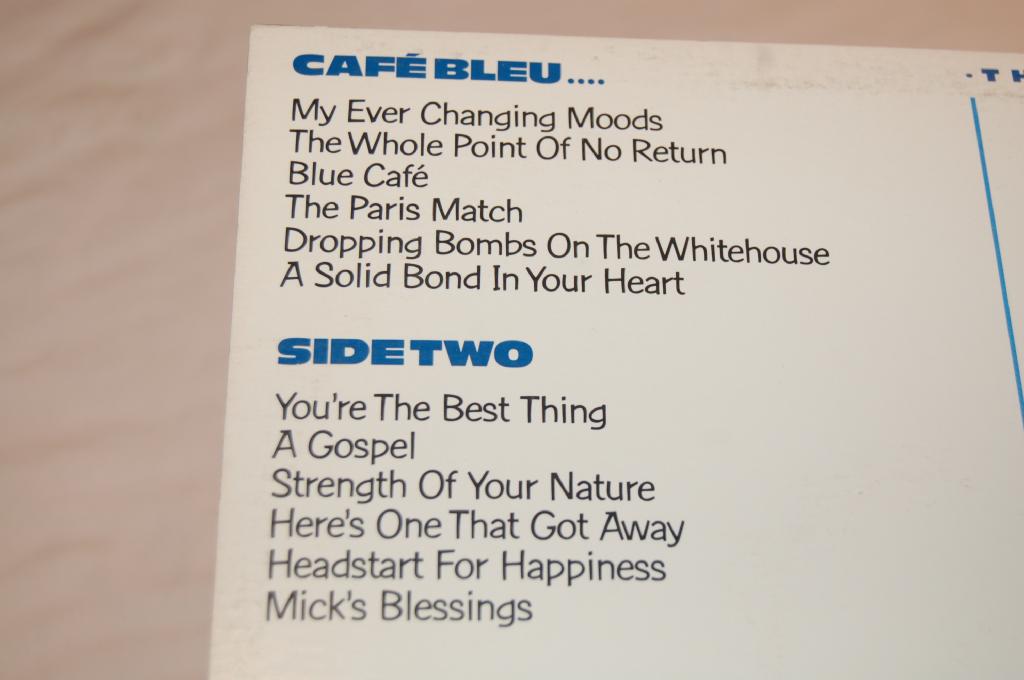 CAFÉ BLEU....
· TH
My Ever Changing Moods
The Whole Point Of No Return
Blue Café
The Paris Match
Dropping Bombs On The Whitehouse
A Solid Bond In Your Heart
SIDE TWO
You're The Best Thing
A Gospel
Strength Of Your Nature
Here's One That Got Away
Headstart For Happiness
Mick's Blessings